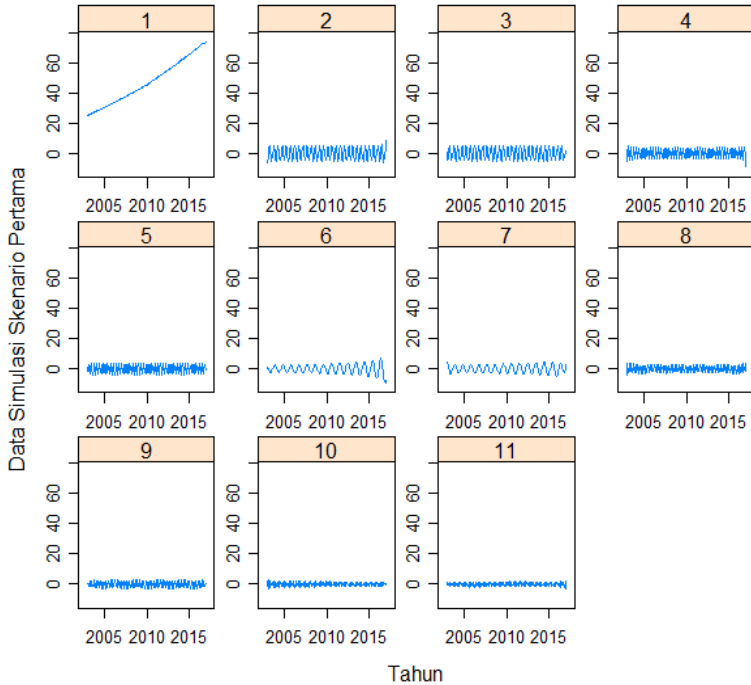 Data Simulasi Skenario Pertama
1 2 3 4
0 20 40 60 0 20 40 60 0 20 40 60 0 20 40 60
2005 2010 2015 2005 2010 2015 2005 2010 2015 2005 2010 2015
5 6 7 8
0 20 40 60 0 20 40 60 0 20 40 60 0 20 40 60
2005 2010 2015 2005 2010 2015 2005 2010 2015 2005 2010 2015
9 10 11
0 20 40 60 0 20 40 60 0 20 40 60
2005 2010 2015 2005 2010 2015 2005 2010 2015
Tahun